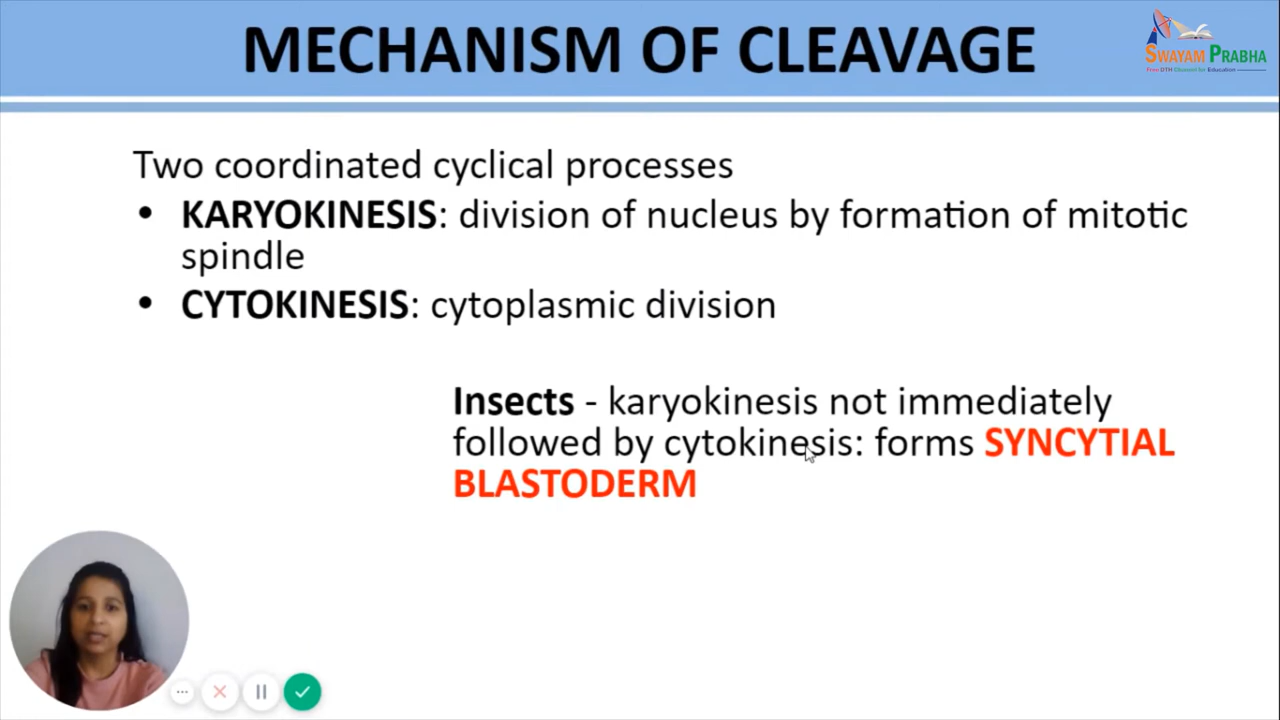 MECHANISM OF CLEAVAGE
SWAYAM PRABHA
Free DTH Channels for Education
Two coordinated cyclical processes
• KARYOKINESIS: division of nucleus by formation of mitotic
spindle
• CYTOKINESIS: cytoplasmic division
Insects - karyokinesis not immediately
followed by cytokinesis: forms SYNCYTIAL
BLASTODERM